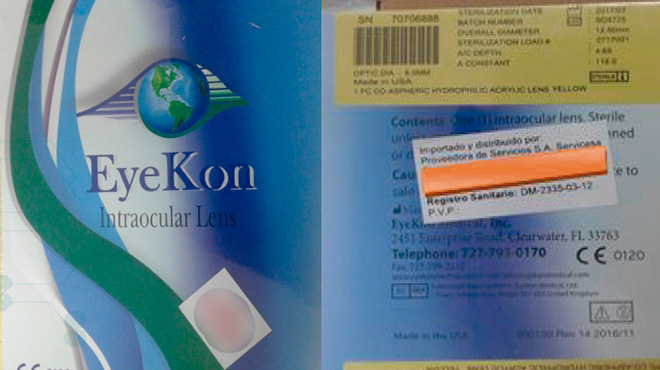 EyeKon
Intraocular Lens
SN 70706888
STERILIZATION DATE 2017/07
BATCH NUMBER
OVERALL DIAMETER 12.50mm
STERILIZATION LOAD # 0717001
A/C DEPTH 4.85
A CONSTANT 118.0
OPTIC DIA. 6.0MM
Made in USA
STERILE
1 PC CO-ASPHERIC HYDROPHILIC ACRYLIC LENS YELLOW
Contents: One (1) intraocular lens. Sterile
Importado y distribuido por:
Proveedora de Servicios S.A. Servicesa
Registro Sanitario: DM-2335-03-12
P.V.P.:
EyeKon Medical, Inc.
2451 Enterprise Road, Clearwater, FL 33763
Telephone: 727-793-0170
CE 0120
Made in the USA
Rev 14 2016/11